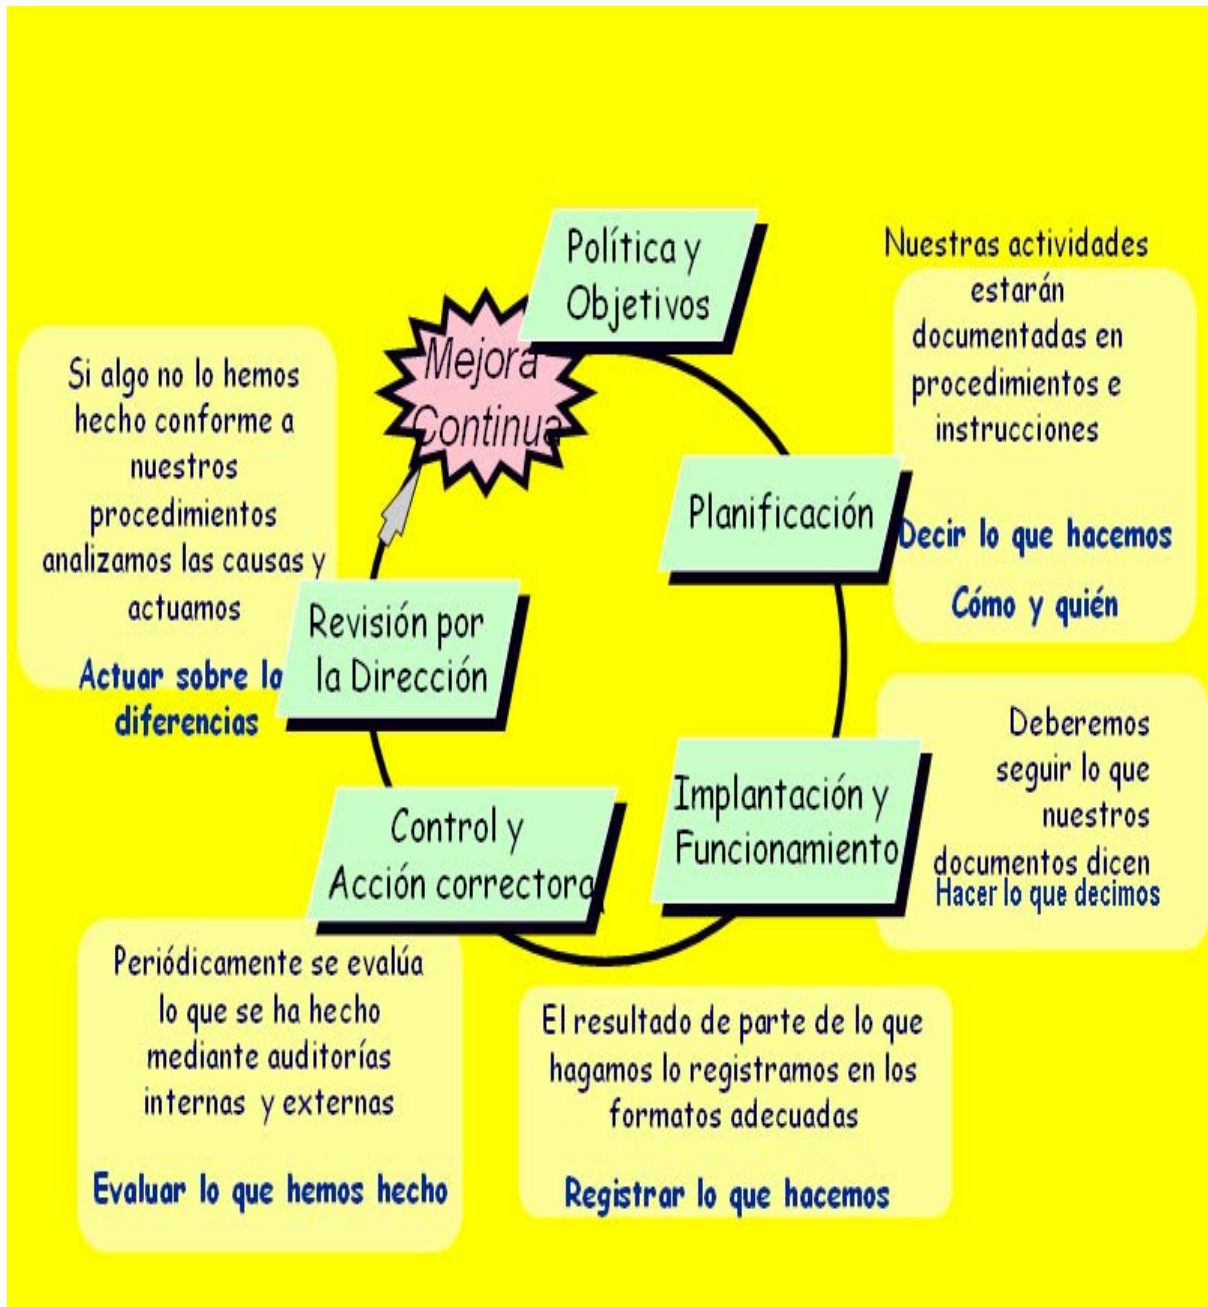 Política y
Objetivos
Mejora
Continua
Nuestras actividades
estarán
documentadas en
procedimientos e
instrucciones
Decir lo que hacemos
Cómo y quién
Planificación
Si algo no lo hemos
hecho conforme a
nuestros
procedimientos
analizamos las causas y
actuamos
Actuar sobre la
diferencias
Revisión por
la Dirección
Implantación y
Funcionamiento
Deberemos
seguir lo que
nuestros
documentos dicen
Hacer lo que decimos
Control y
Acción correctora
Periódicamente se evalúa
lo que se ha hecho
mediante auditorías
internas y externas
Evaluar lo que hemos hecho
El resultado de parte de lo que
hagamos lo registramos en los
formatos adecuadas
Registrar lo que hacemos